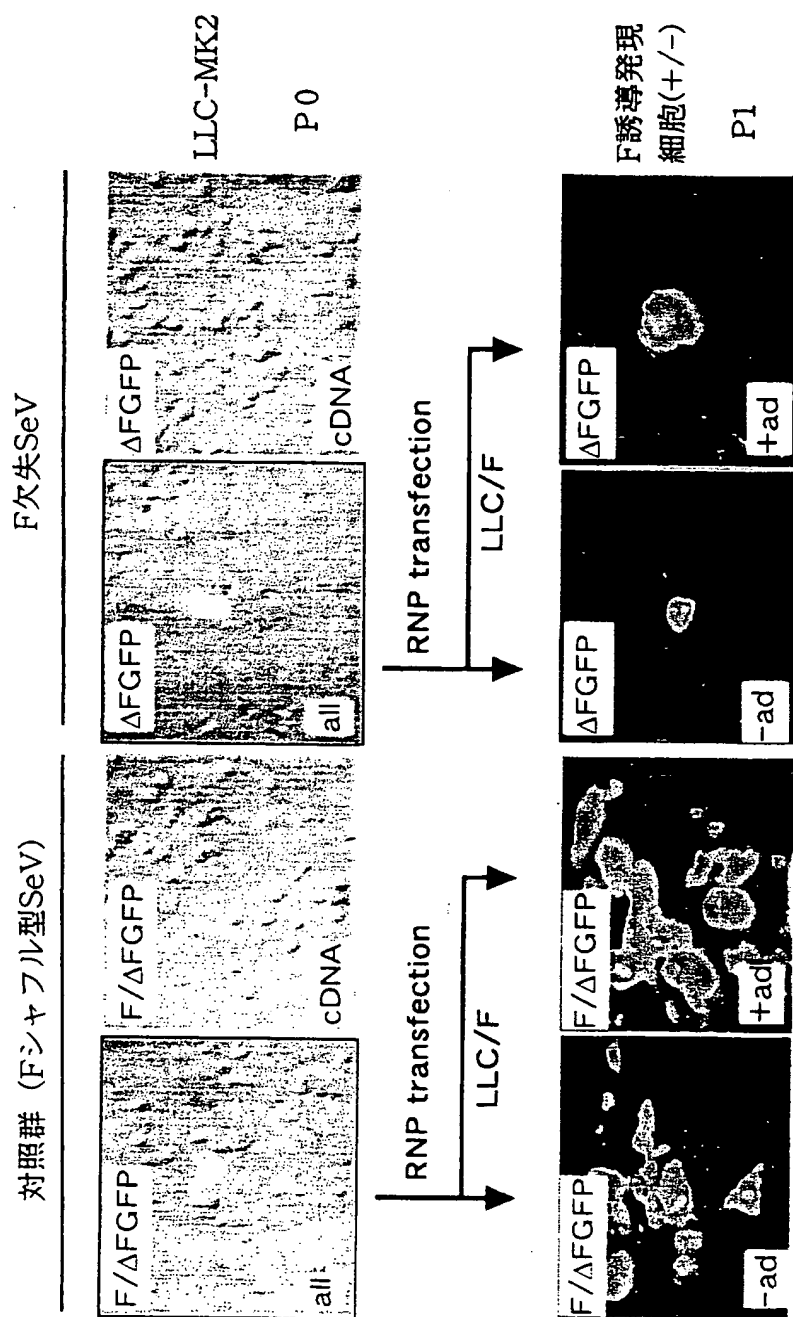 対照群 (Fシャフル型SeV)
F欠失SeV
F/ΔFGFP
all
F/ΔFGFP
cDNA
ΔFGFP
all
ΔFGFP
cDNA
LLC-MK2
P0
RNP transfection
LLC/F
RNP transfection
LLC/F
F/ΔFGFP
-ad
F/ΔFGFP
+ad
ΔFGFP
-ad
ΔFGFP
+ad
F誘導発現
細胞(+/-)
P1